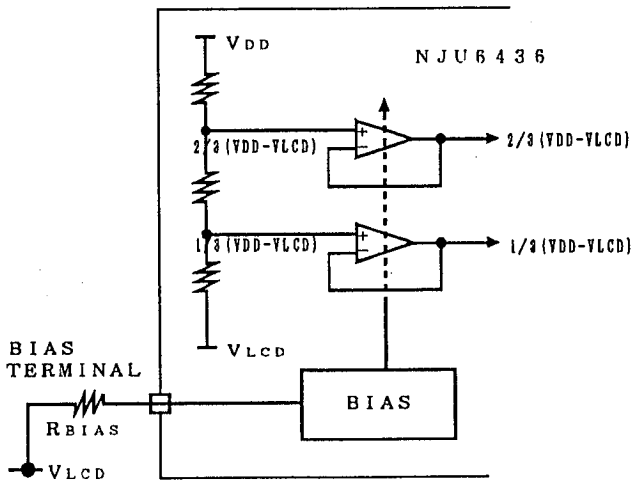 VDD
NJU6436
2/3(VDD-VLCD)
+
−
2/3(VDD-VLCD)
1/3(VDD-VLCD)
+
−
1/3(VDD-VLCD)
VLCD
BIAS
TERMINAL
RBIAS
BIAS
VLCD